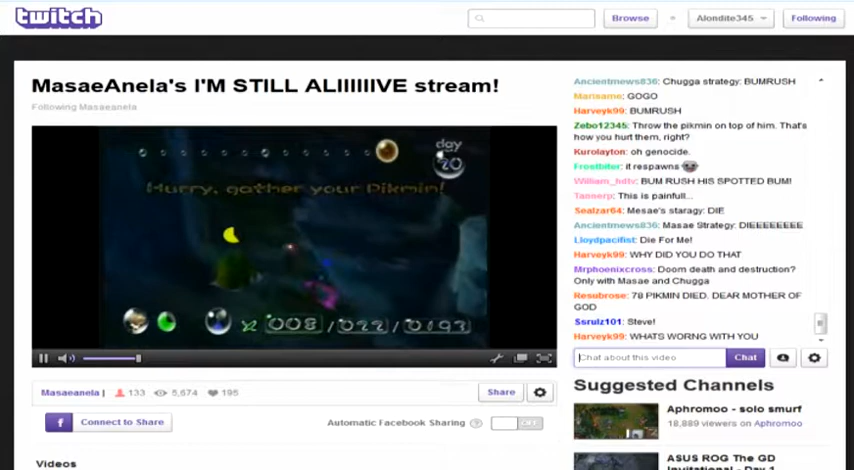 twitch
Browse
Alondite345
Following
MasaeAnela's I'M STILL ALIIIIIIVE stream!
Following Masaeanela
day
20
Hurry, gather your Pikmin!
x 008/022/0193
Masaeanela |
133
5,674
195
Share
Connect to Share
Automatic Facebook Sharing
OFF
Videos
Ancientmews836: Chugga strategy: BUMRUSH
Marisame: GOGO
Harveyk99: BUMRUSH
Zebo12345: Throw the pikmin on top of him. That's
how you hurt them, right?
Kurolayton: oh genocide.
Frostbiter: it respawns
William_hdtv: BUM RUSH HIS SPOTTED BUM!
Tannerp: This is painfull...
Sealzar64: Mesae's staragy: DIE
Ancientmews836: Masae Strategy: DIEEEEEEEE
Lloydpacifist: Die For Me!
Harveyk99: WHY DID YOU DO THAT
Mrphoenixcross: Doom death and destruction?
Only with Masae and Chugga
Resubrose: 78 PIKMIN DIED. DEAR MOTHER OF
GOD
Ssrulz101: Steve!
Harveyk99: WHATS WORNG WITH YOU
Chat about this video
Chat
Suggested Channels
Aphromoo - solo smurf
18,889 viewers on Aphromoo
ASUS ROG The GD
Invitational - Day 1